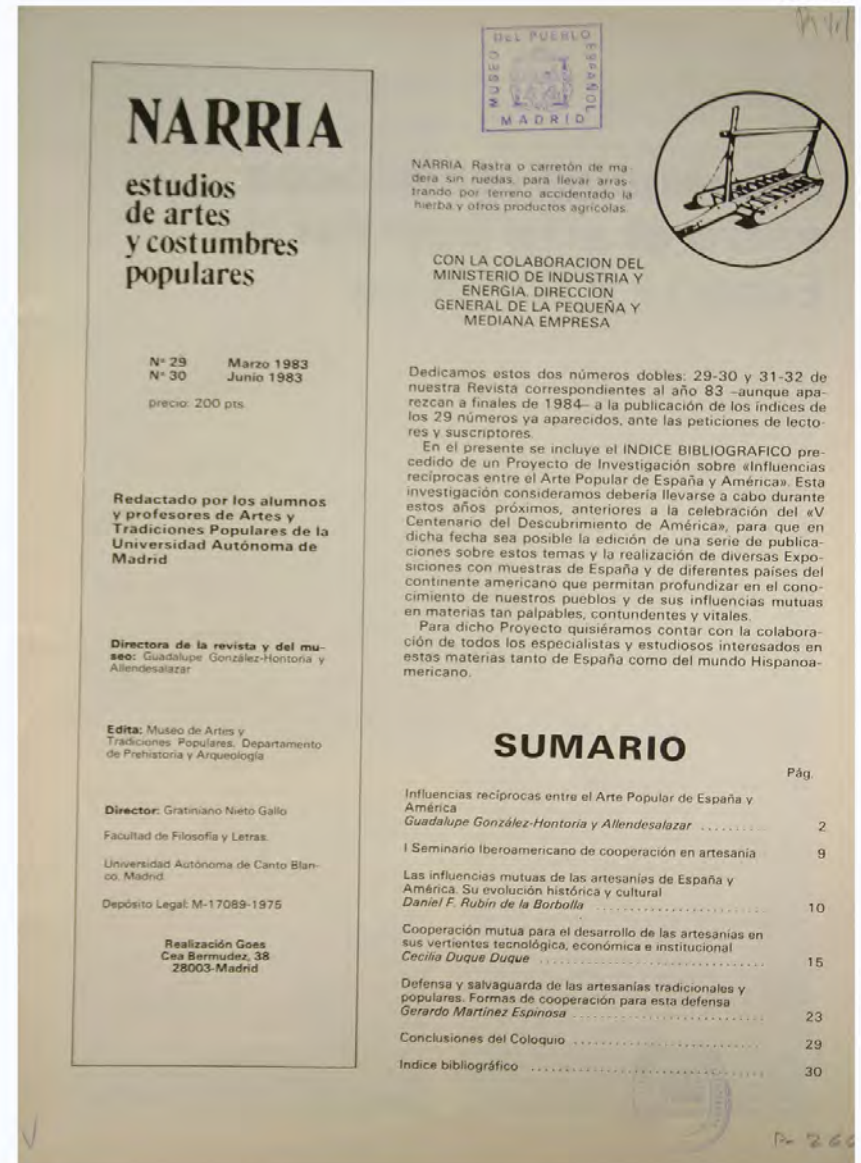 NARRIA
estudios
de artes
y costumbres
populares
Nº 29 Marzo 1983
Nº 30 Junio 1983
precio: 200 pts.
Redactado por los alumnos
y profesores de Artes y
Tradiciones Populares de la
Universidad Autónoma de
Madrid
Directora de la revista y del mu-
seo: Guadalupe González-Hontoria y
Allendesalazar
Edita: Museo de Artes y
Tradiciones Populares. Departamento
de Prehistoria y Arqueología
Director: Gratiniano Nieto Gallo
Facultad de Filosofía y Letras.
Universidad Autónoma de Canto Blan-
co. Madrid.
Depósito Legal: M-17089-1975
Realización Goes
Cea Bermudez, 38
28003-Madrid
MUSEO DEL PUEBLO ESPAÑOL
MADRID
NARRIA. Rastra o carretón de ma-
dera sin ruedas, para llevar arras-
trando por terreno accidentado la
hierba y otros productos agrícolas.
CON LA COLABORACION DEL
MINISTERIO DE INDUSTRIA Y
ENERGIA. DIRECCION
GENERAL DE LA PEQUEÑA Y
MEDIANA EMPRESA
Dedicamos estos dos números dobles: 29-30 y 31-32 de
nuestra Revista correspondientes al año 83 –aunque apa-
rezcan a finales de 1984– a la publicación de los índices de
los 29 números ya aparecidos, ante las peticiones de lecto-
res y suscriptores.
En el presente se incluye el INDICE BIBLIOGRAFICO pre-
cedido de un Proyecto de Investigación sobre «Influencias
recíprocas entre el Arte Popular de España y América». Esta
investigación consideramos debería llevarse a cabo durante
estos años próximos, anteriores a la celebración del «V
Centenario del Descubrimiento de América», para que en
dicha fecha sea posible la edición de una serie de publica-
ciones sobre estos temas y la realización de diversas Expo-
siciones con muestras de España y de diferentes países del
continente americano que permitan profundizar en el cono-
cimiento de nuestros pueblos y de sus influencias mutuas
en materias tan palpables, contundentes y vitales.
Para dicho Proyecto quisiéramos contar con la colabora-
ción de todos los especialistas y estudiosos interesados en
estas materias tanto de España como del mundo Hispanoa-
mericano.
SUMARIO
Pág.
Influencias recíprocas entre el Arte Popular de España y
América
Guadalupe González-Hontoria y Allendesalazar ........ 2
I Seminario Iberoamericano de cooperación en artesanía 9
Las influencias mutuas de las artesanías de España y
América. Su evolución histórica y cultural
Daniel F. Rubín de la Borbolla ........................ 10
Cooperación mutua para el desarrollo de las artesanías en
sus vertientes tecnológica, económica e institucional
Cecilia Duque Duque ................................ 15
Defensa y salvaguarda de las artesanías tradicionales y
populares. Formas de cooperación para esta defensa
Gerardo Martínez Espinosa ........................... 23
Conclusiones del Coloquio ........................... 29
Indice bibliográfico ................................. 30